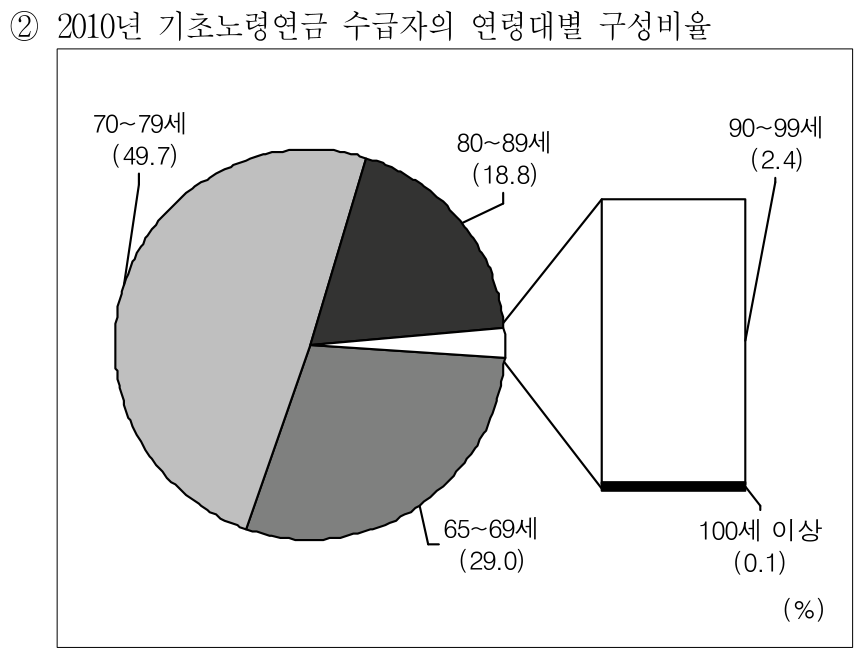 ② 2010년 기초노령연금 수급자의 연령대별 구성비율
70~79세
(49.7)
80~89세
(18.8)
90~99세
(2.4)
65~69세
(29.0)
100세 이상
(0.1)
(%)